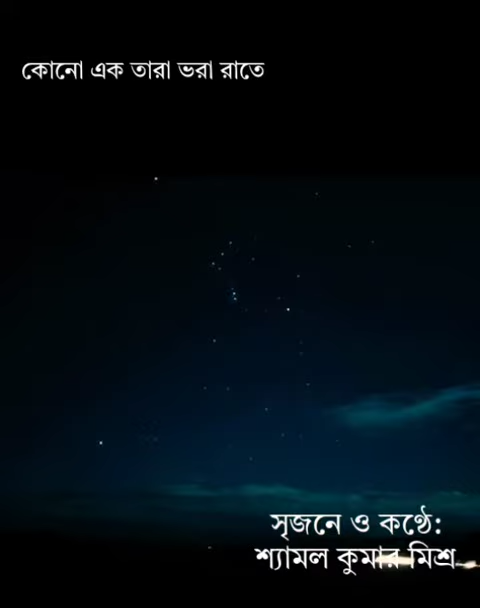 কোনো এক তারা ভরা রাতে
সৃজনে ও কণ্ঠে:
শ্যামল কুমার মিশ্র